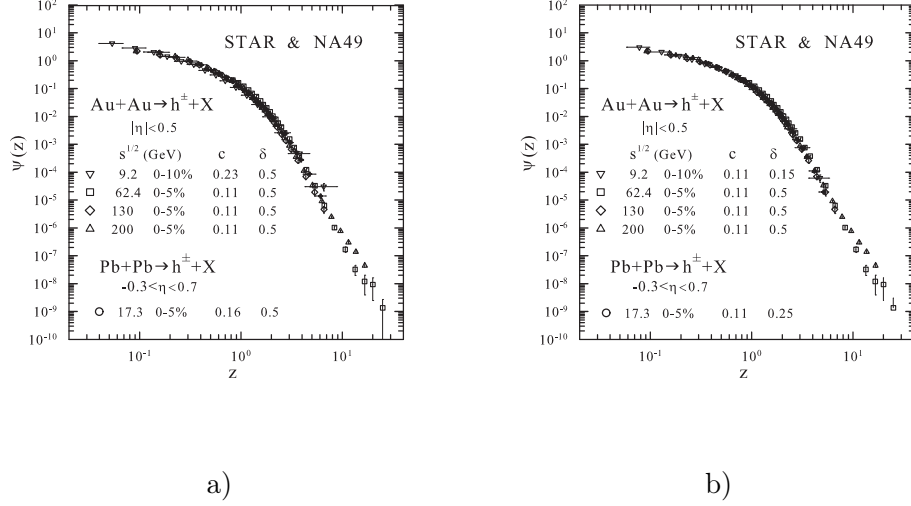 STAR & NA49
Au+Au→h±+X
|η|<0.5
s1/2 (GeV) c δ
▽ 9.2 0-10% 0.23 0.5
□ 62.4 0-5% 0.11 0.5
◇ 130 0-5% 0.11 0.5
△ 200 0-5% 0.11 0.5
Pb+Pb→h±+X
-0.3<η<0.7
○ 17.3 0-5% 0.16 0.5
ψ(z)
10^2
10^1
10^0
10^-1
10^-2
10^-3
10^-4
10^-5
10^-6
10^-7
10^-8
10^-9
10^-10
10^-1 10^0 10^1
z
a)
STAR & NA49
Au+Au→h±+X
|η|<0.5
s1/2 (GeV) c δ
▽ 9.2 0-10% 0.11 0.15
□ 62.4 0-5% 0.11 0.5
◇ 130 0-5% 0.11 0.5
△ 200 0-5% 0.11 0.5
Pb+Pb→h±+X
-0.3<η<0.7
○ 17.3 0-5% 0.11 0.25
ψ(z)
10^2
10^1
10^0
10^-1
10^-2
10^-3
10^-4
10^-5
10^-6
10^-7
10^-8
10^-9
10^-10
10^-1 10^0 10^1
z
b)